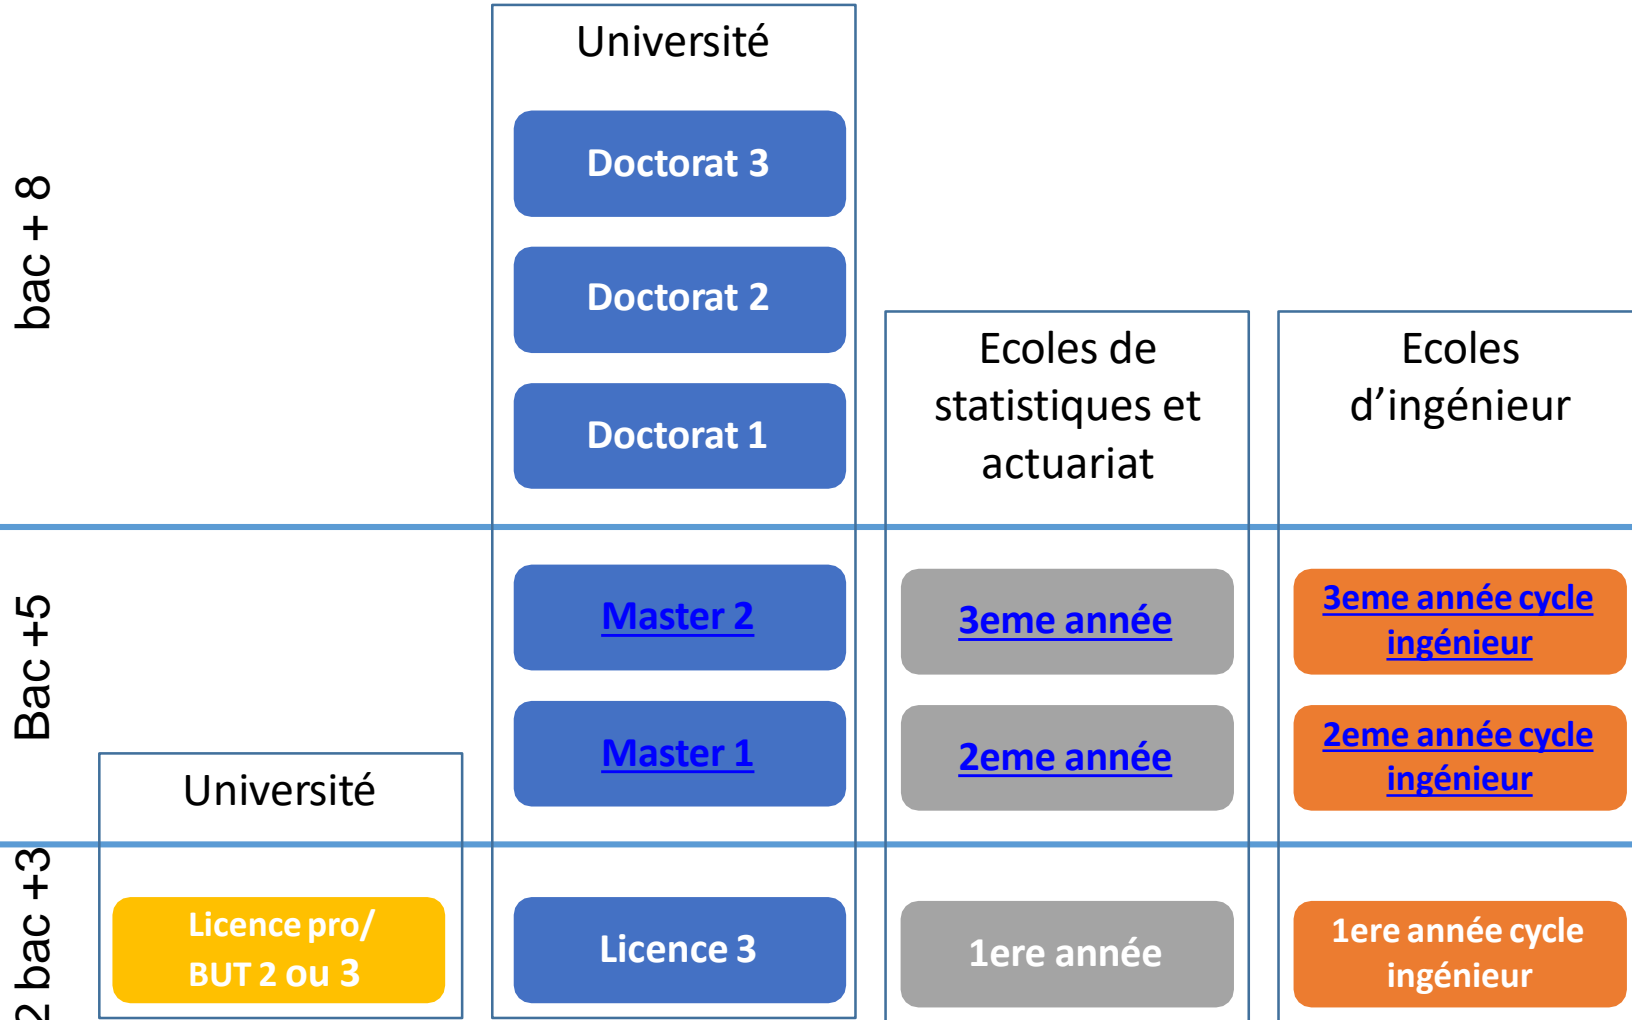 Université
Doctorat 3
bac + 8
Doctorat 2
Doctorat 1
Ecoles de
statistiques et
actuariat
Ecoles
d’ingénieur
Bac +5
Master 2
3eme année
3eme année cycle
ingénieur
Master 1
2eme année
2eme année cycle
ingénieur
Université
2 bac +3
Licence pro/
BUT 2 ou 3
Licence 3
1ere année
1ere année cycle
ingénieur